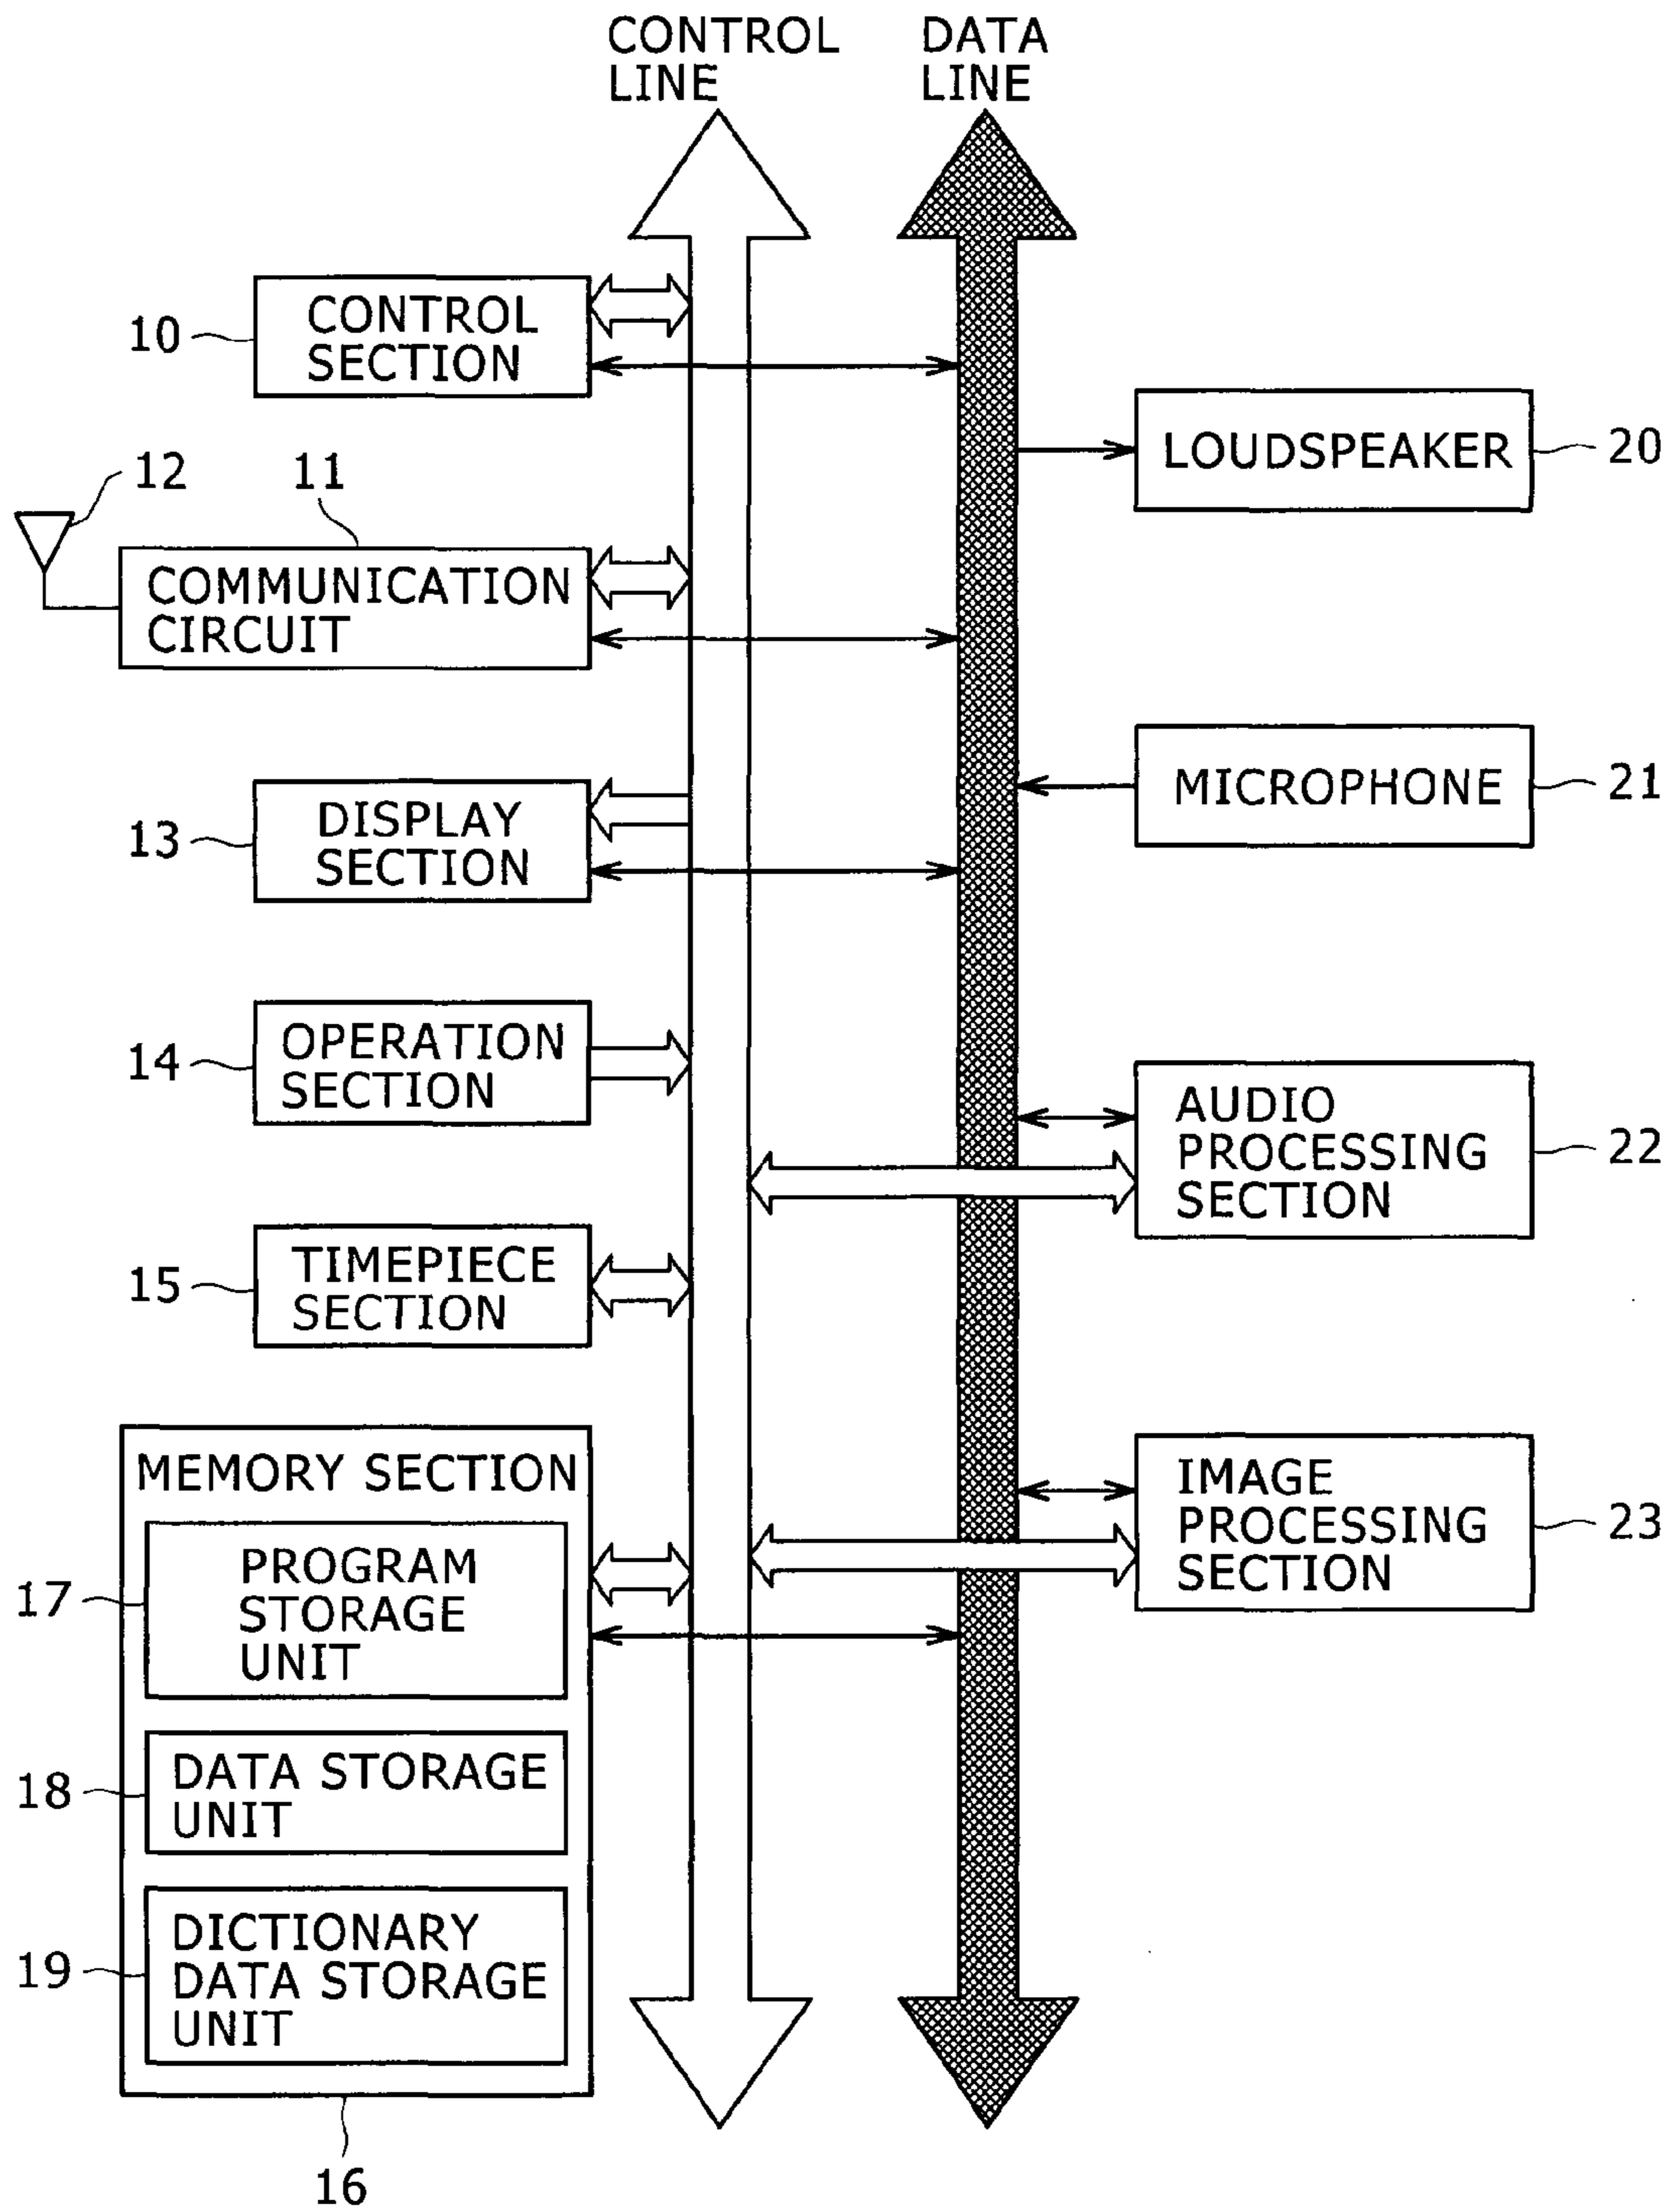 CONTROL
LINE
DATA
LINE
10
CONTROL
SECTION
LOUDSPEAKER
20
12
11
COMMUNICATION
CIRCUIT
MICROPHONE
21
13
DISPLAY
SECTION
14
OPERATION
SECTION
AUDIO
PROCESSING
SECTION
22
15
TIMEPIECE
SECTION
MEMORY SECTION
17
PROGRAM
STORAGE
UNIT
IMAGE
PROCESSING
SECTION
23
18
DATA STORAGE
UNIT
19
DICTIONARY
DATA STORAGE
UNIT
16